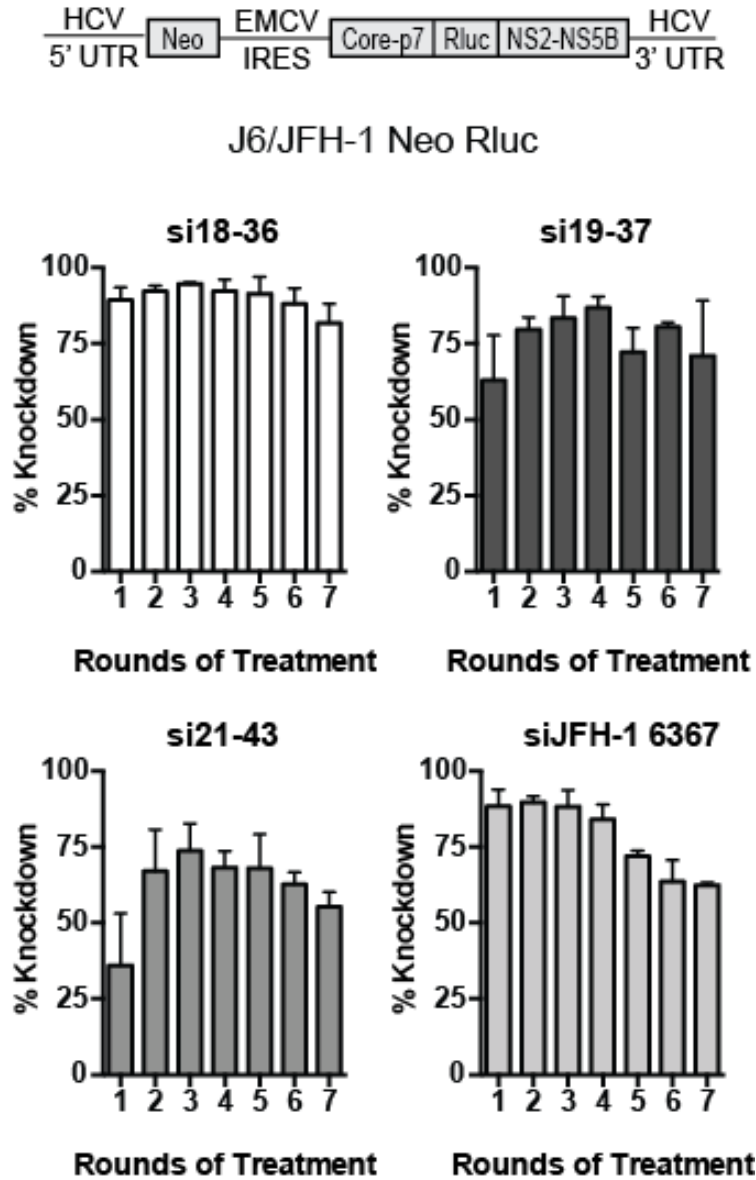 HCV Neo EMCV Core-p7 Rluc NS2-NS5B HCV
5’ UTR IRES 3’ UTR
J6/JFH-1 Neo Rluc
si18-36
% Knockdown
100
75
50
25
0
1 2 3 4 5 6 7
Rounds of Treatment
si19-37
% Knockdown
100
75
50
25
0
1 2 3 4 5 6 7
Rounds of Treatment
si21-43
% Knockdown
100
75
50
25
0
1 2 3 4 5 6 7
Rounds of Treatment
siJFH-1 6367
% Knockdown
100
75
50
25
0
1 2 3 4 5 6 7
Rounds of Treatment